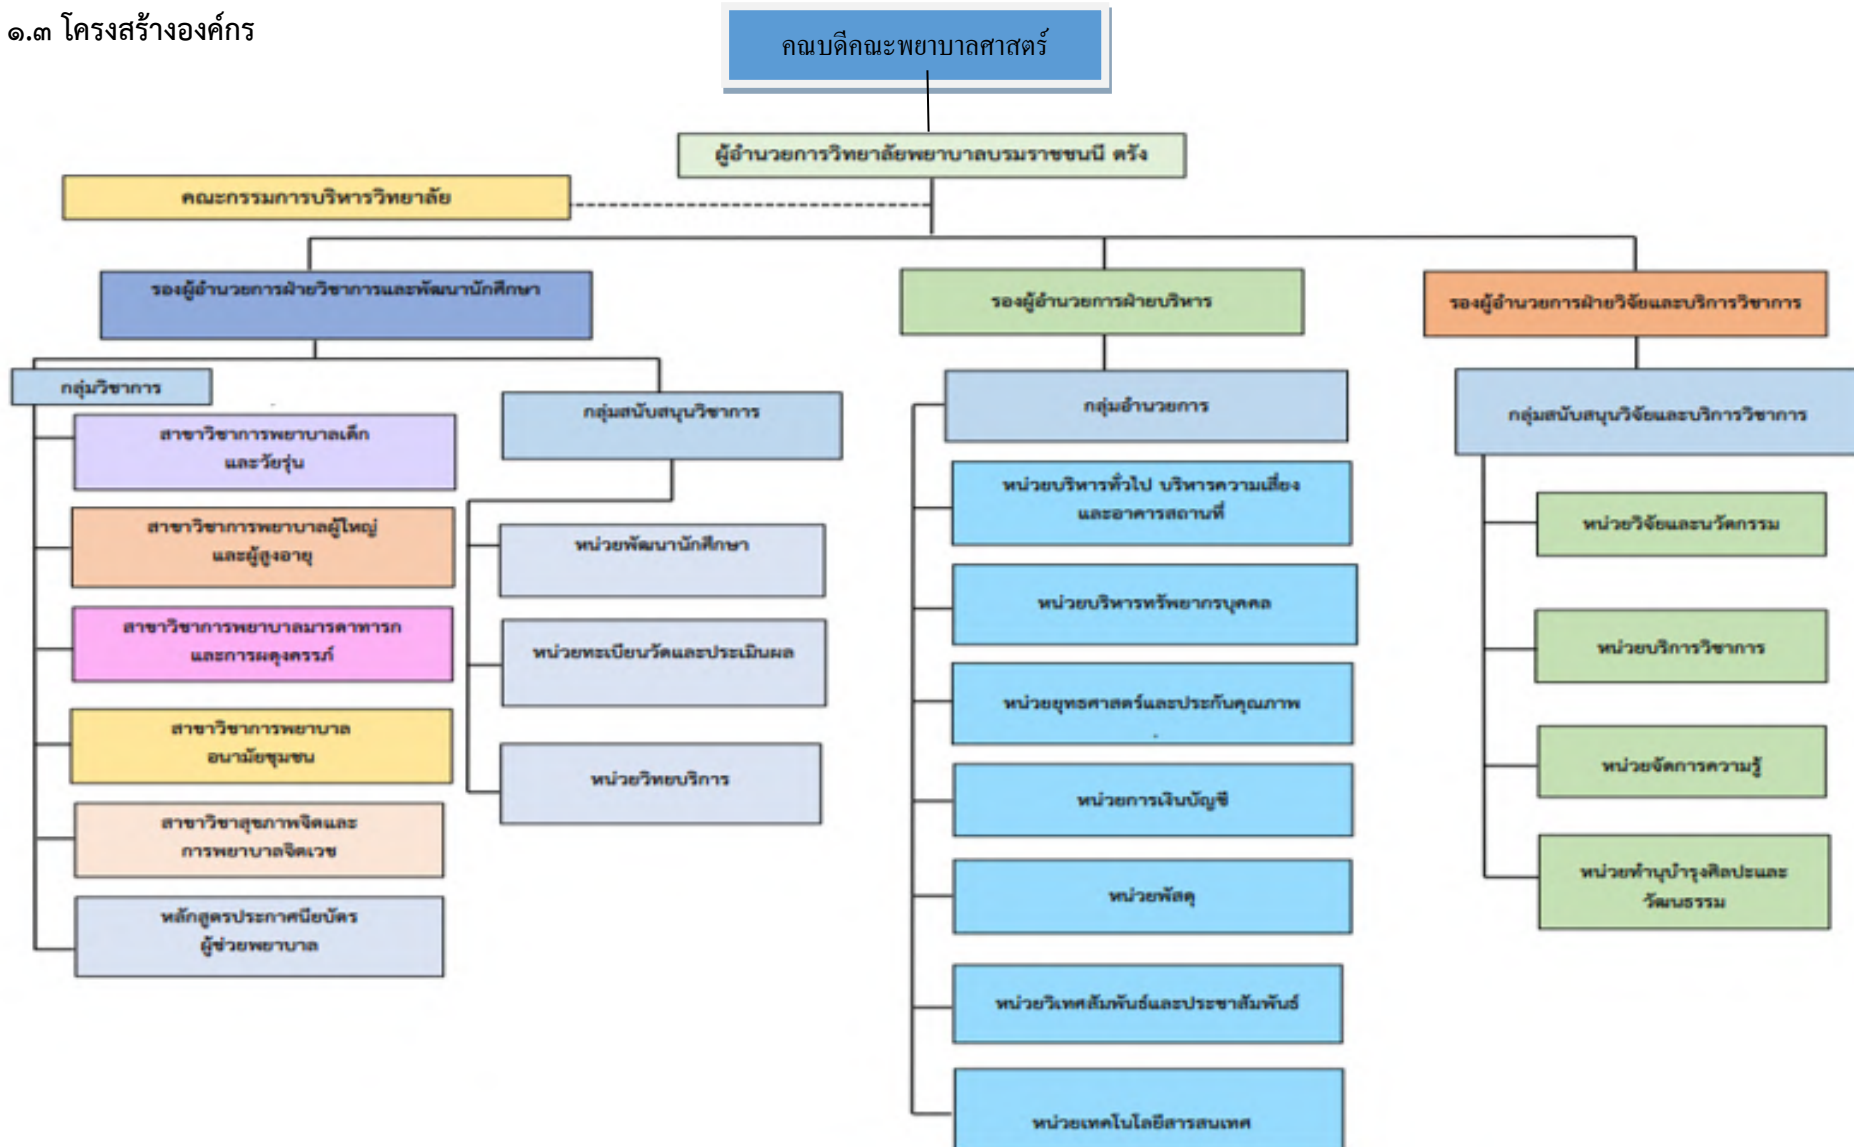 ๑.๓ โครงสร้างองค์กร
คณบดีคณะพยาบาลศาสตร์
ผู้อำนวยการวิทยาลัยพยาบาลบรมราชชนนี ตรัง
คณะกรรมการบริหารวิทยาลัย
รองผู้อำนวยการฝ่ายวิชาการและพัฒนานักศึกษา
รองผู้อำนวยการฝ่ายบริหาร
รองผู้อำนวยการฝ่ายวิจัยและบริการวิชาการ
กลุ่มวิชาการ
สาขาวิชาการพยาบาลเด็ก
และวัยรุ่น
สาขาวิชาการพยาบาลผู้ใหญ่
และผู้สูงอายุ
สาขาวิชาการพยาบาลมารดาทารก
และการผดุงครรภ์
สาขาวิชาการพยาบาล
อนามัยชุมชน
สาขาวิชาสุขภาพจิตและ
การพยาบาลจิตเวช
หลักสูตรประกาศนียบัตร
ผู้ช่วยพยาบาล
กลุ่มสนับสนุนวิชาการ
หน่วยพัฒนานักศึกษา
หน่วยทะเบียนวัดและประเมินผล
หน่วยวิทยบริการ
กลุ่มอำนวยการ
หน่วยบริหารทั่วไป บริหารความเสี่ยง
และอาคารสถานที่
หน่วยบริหารทรัพยากรบุคคล
หน่วยยุทธศาสตร์และประกันคุณภาพ
หน่วยการเงินบัญชี
หน่วยพัสดุ
หน่วยวิเทศสัมพันธ์และประชาสัมพันธ์
หน่วยเทคโนโลยีสารสนเทศ
กลุ่มสนับสนุนวิจัยและบริการวิชาการ
หน่วยวิจัยและนวัตกรรม
หน่วยบริการวิชาการ
หน่วยจัดการความรู้
หน่วยทำนุบำรุงศิลปะและ
วัฒนธรรม